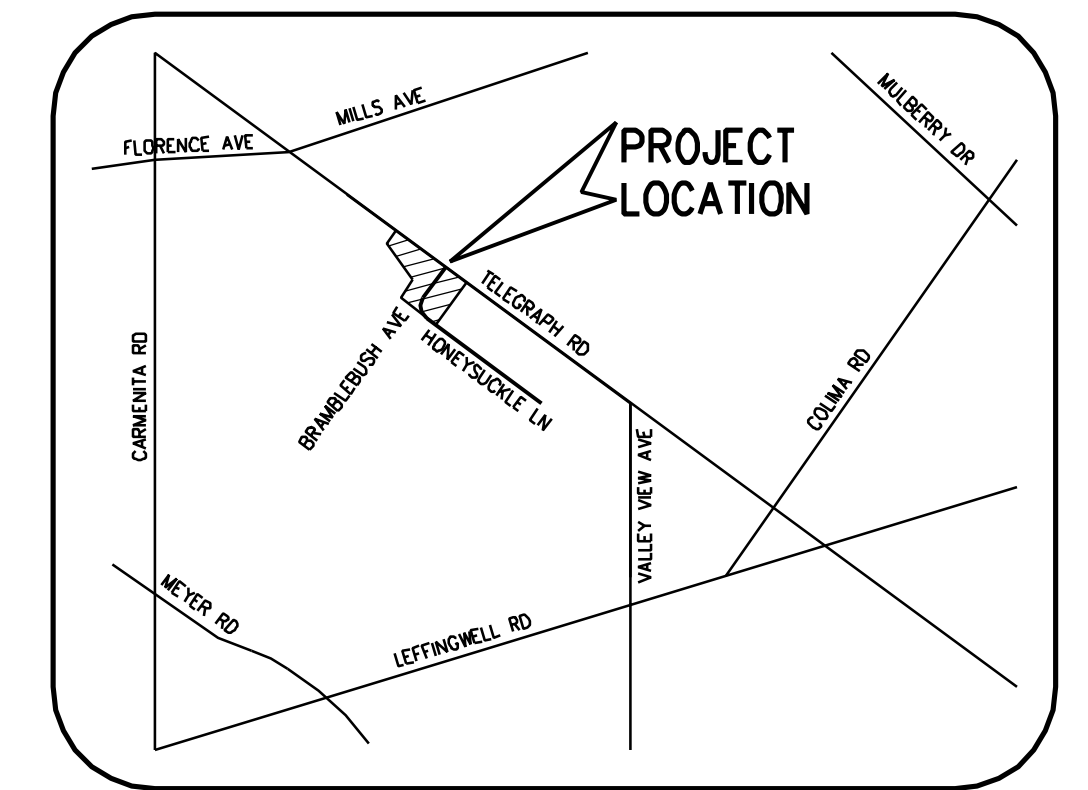 MULBERRY DR
MILLS AVE
FLORENCE AVE
PROJECT
LOCATION
TELEGRAPH RD
BRAMBLEBUSH AVE
HONEYSUCKLE LN
CARMENITA RD
COLIMA RD
VALLEY VIEW AVE
MEYER RD
LEFFINGWELL RD